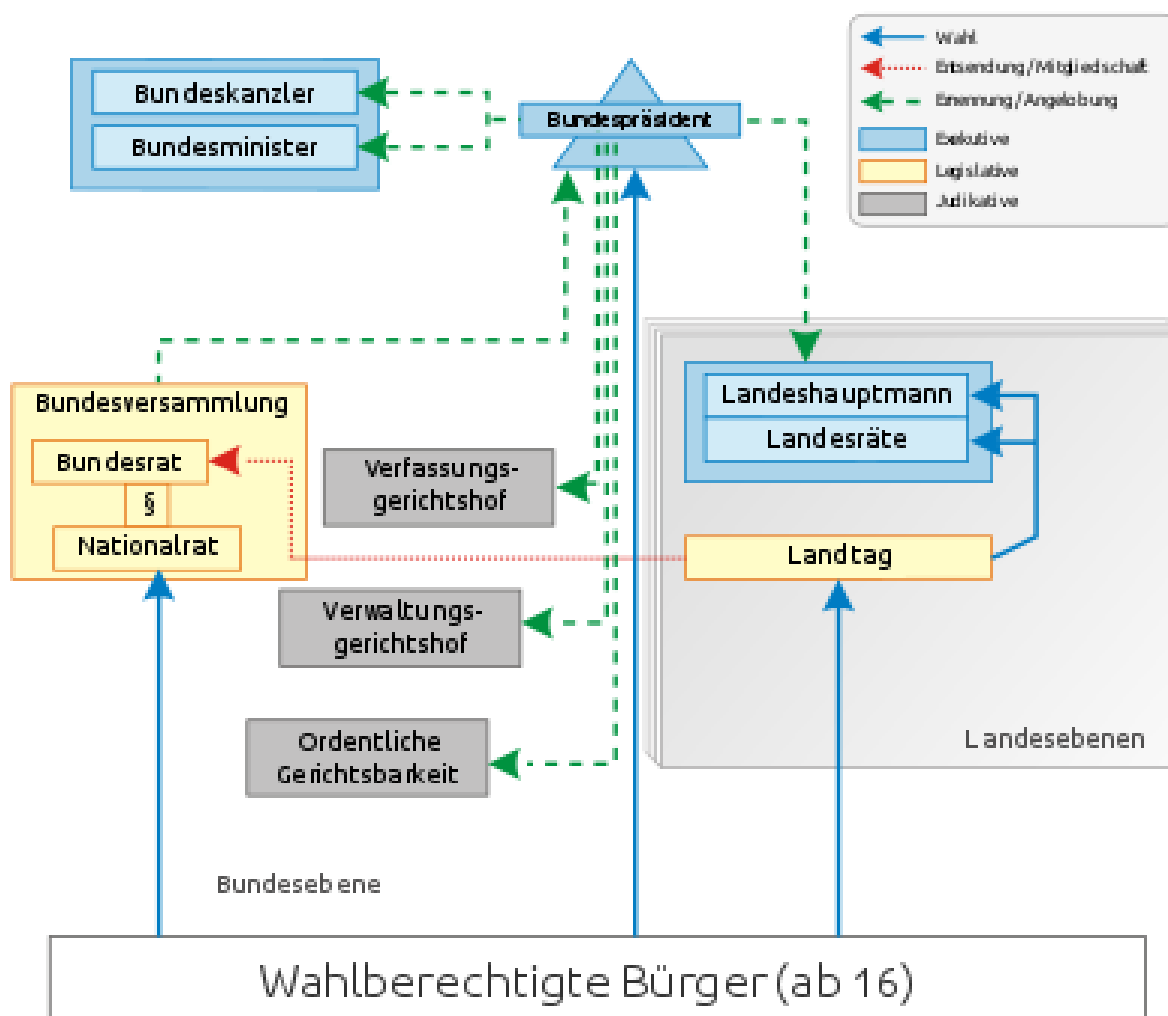 Wahl
Entsendung/Mitgliedschaft
Ernennung/Angelobung
Exekutive
Legislative
Judikative
Bundeskanzler
Bundesminister
Bundespräsident
Landeshauptmann
Landesräte
Landtag
Landesebenen
Bundesversammlung
Bundesrat
§
Nationalrat
Verfassungs-
gerichtshof
Verwaltungs-
gerichtshof
Ordentliche
Gerichtsbarkeit
Bundesebene
Wahlberechtigte Bürger (ab 16)